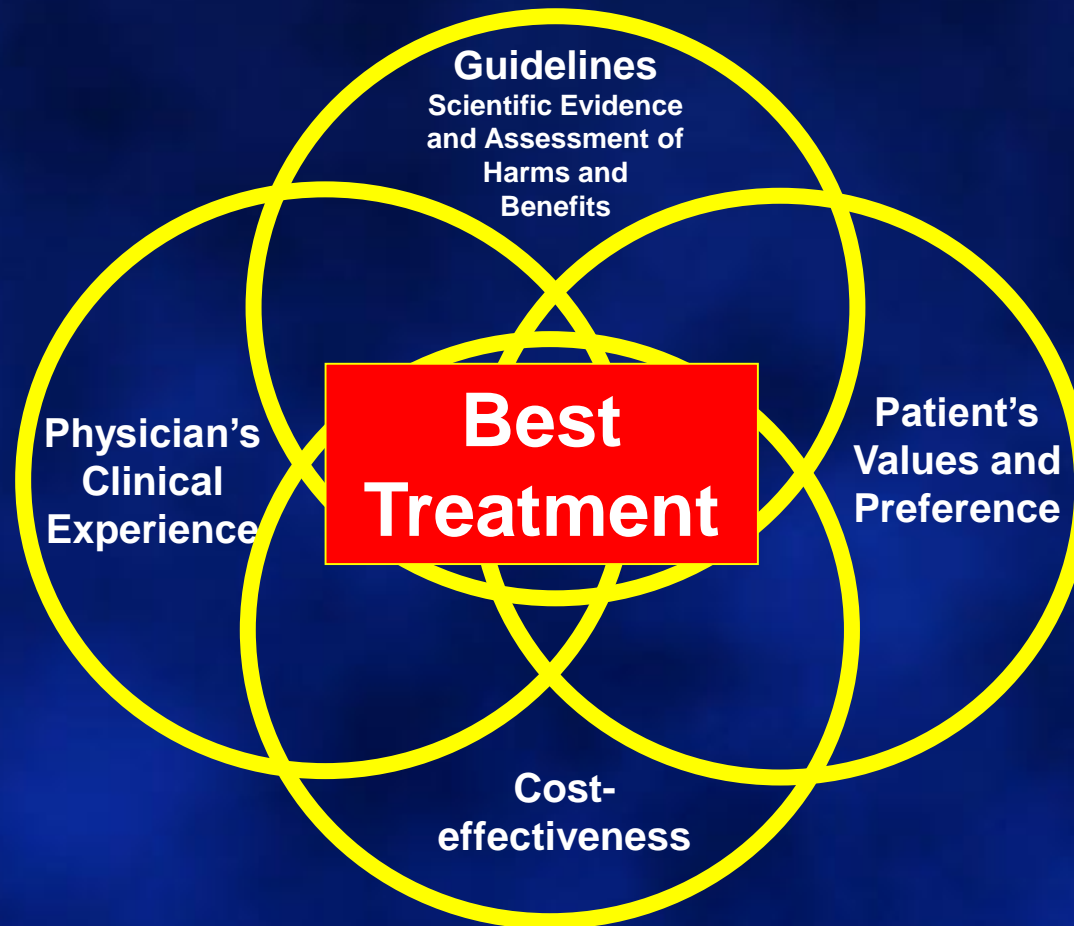 Guidelines
Scientific Evidence
and Assessment of
Harms and
Benefits
Physician’s
Clinical
Experience
Best
Treatment
Patient’s
Values and
Preference
Cost-
effectiveness